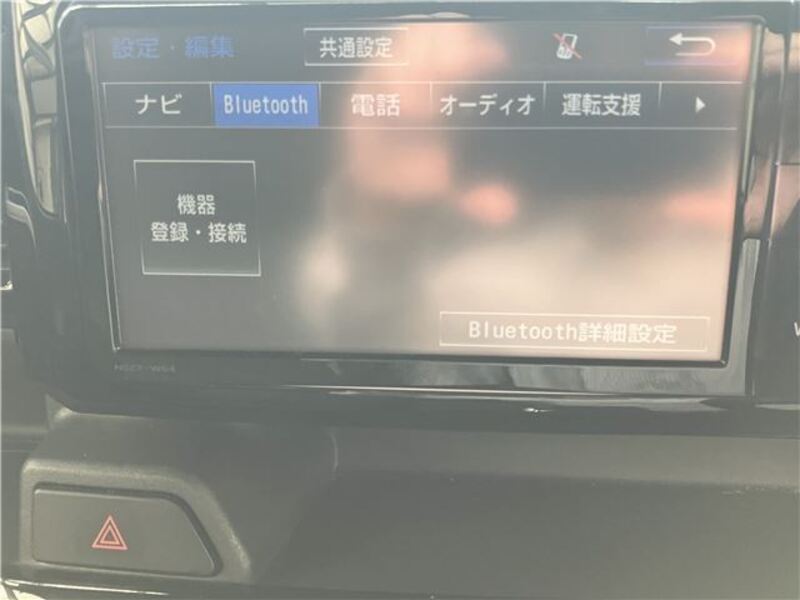 設定・編集 共通設定
ナビ Bluetooth 電話 オーディオ 運転支援
機器
登録・接続
Bluetooth詳細設定
NSZT-W64